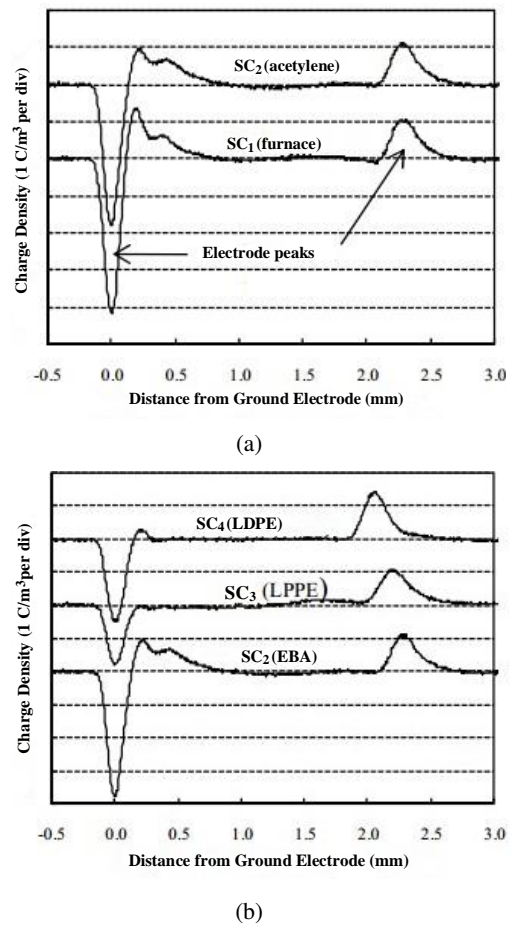 Charge Density (1 C/m³ per div)
SC₂ (acetylene)
SC₁ (furnace)
Electrode peaks
-0.5 0.0 0.5 1.0 1.5 2.0 2.5 3.0
Distance from Ground Electrode (mm)
(a)
Charge Density (1 C/m³per div)
SC₄ (LDPE)
SC₃ (LPPE)
SC₂ (EBA)
-0.5 0.0 0.5 1.0 1.5 2.0 2.5 3.0
Distance from Ground Electrode (mm)
(b)